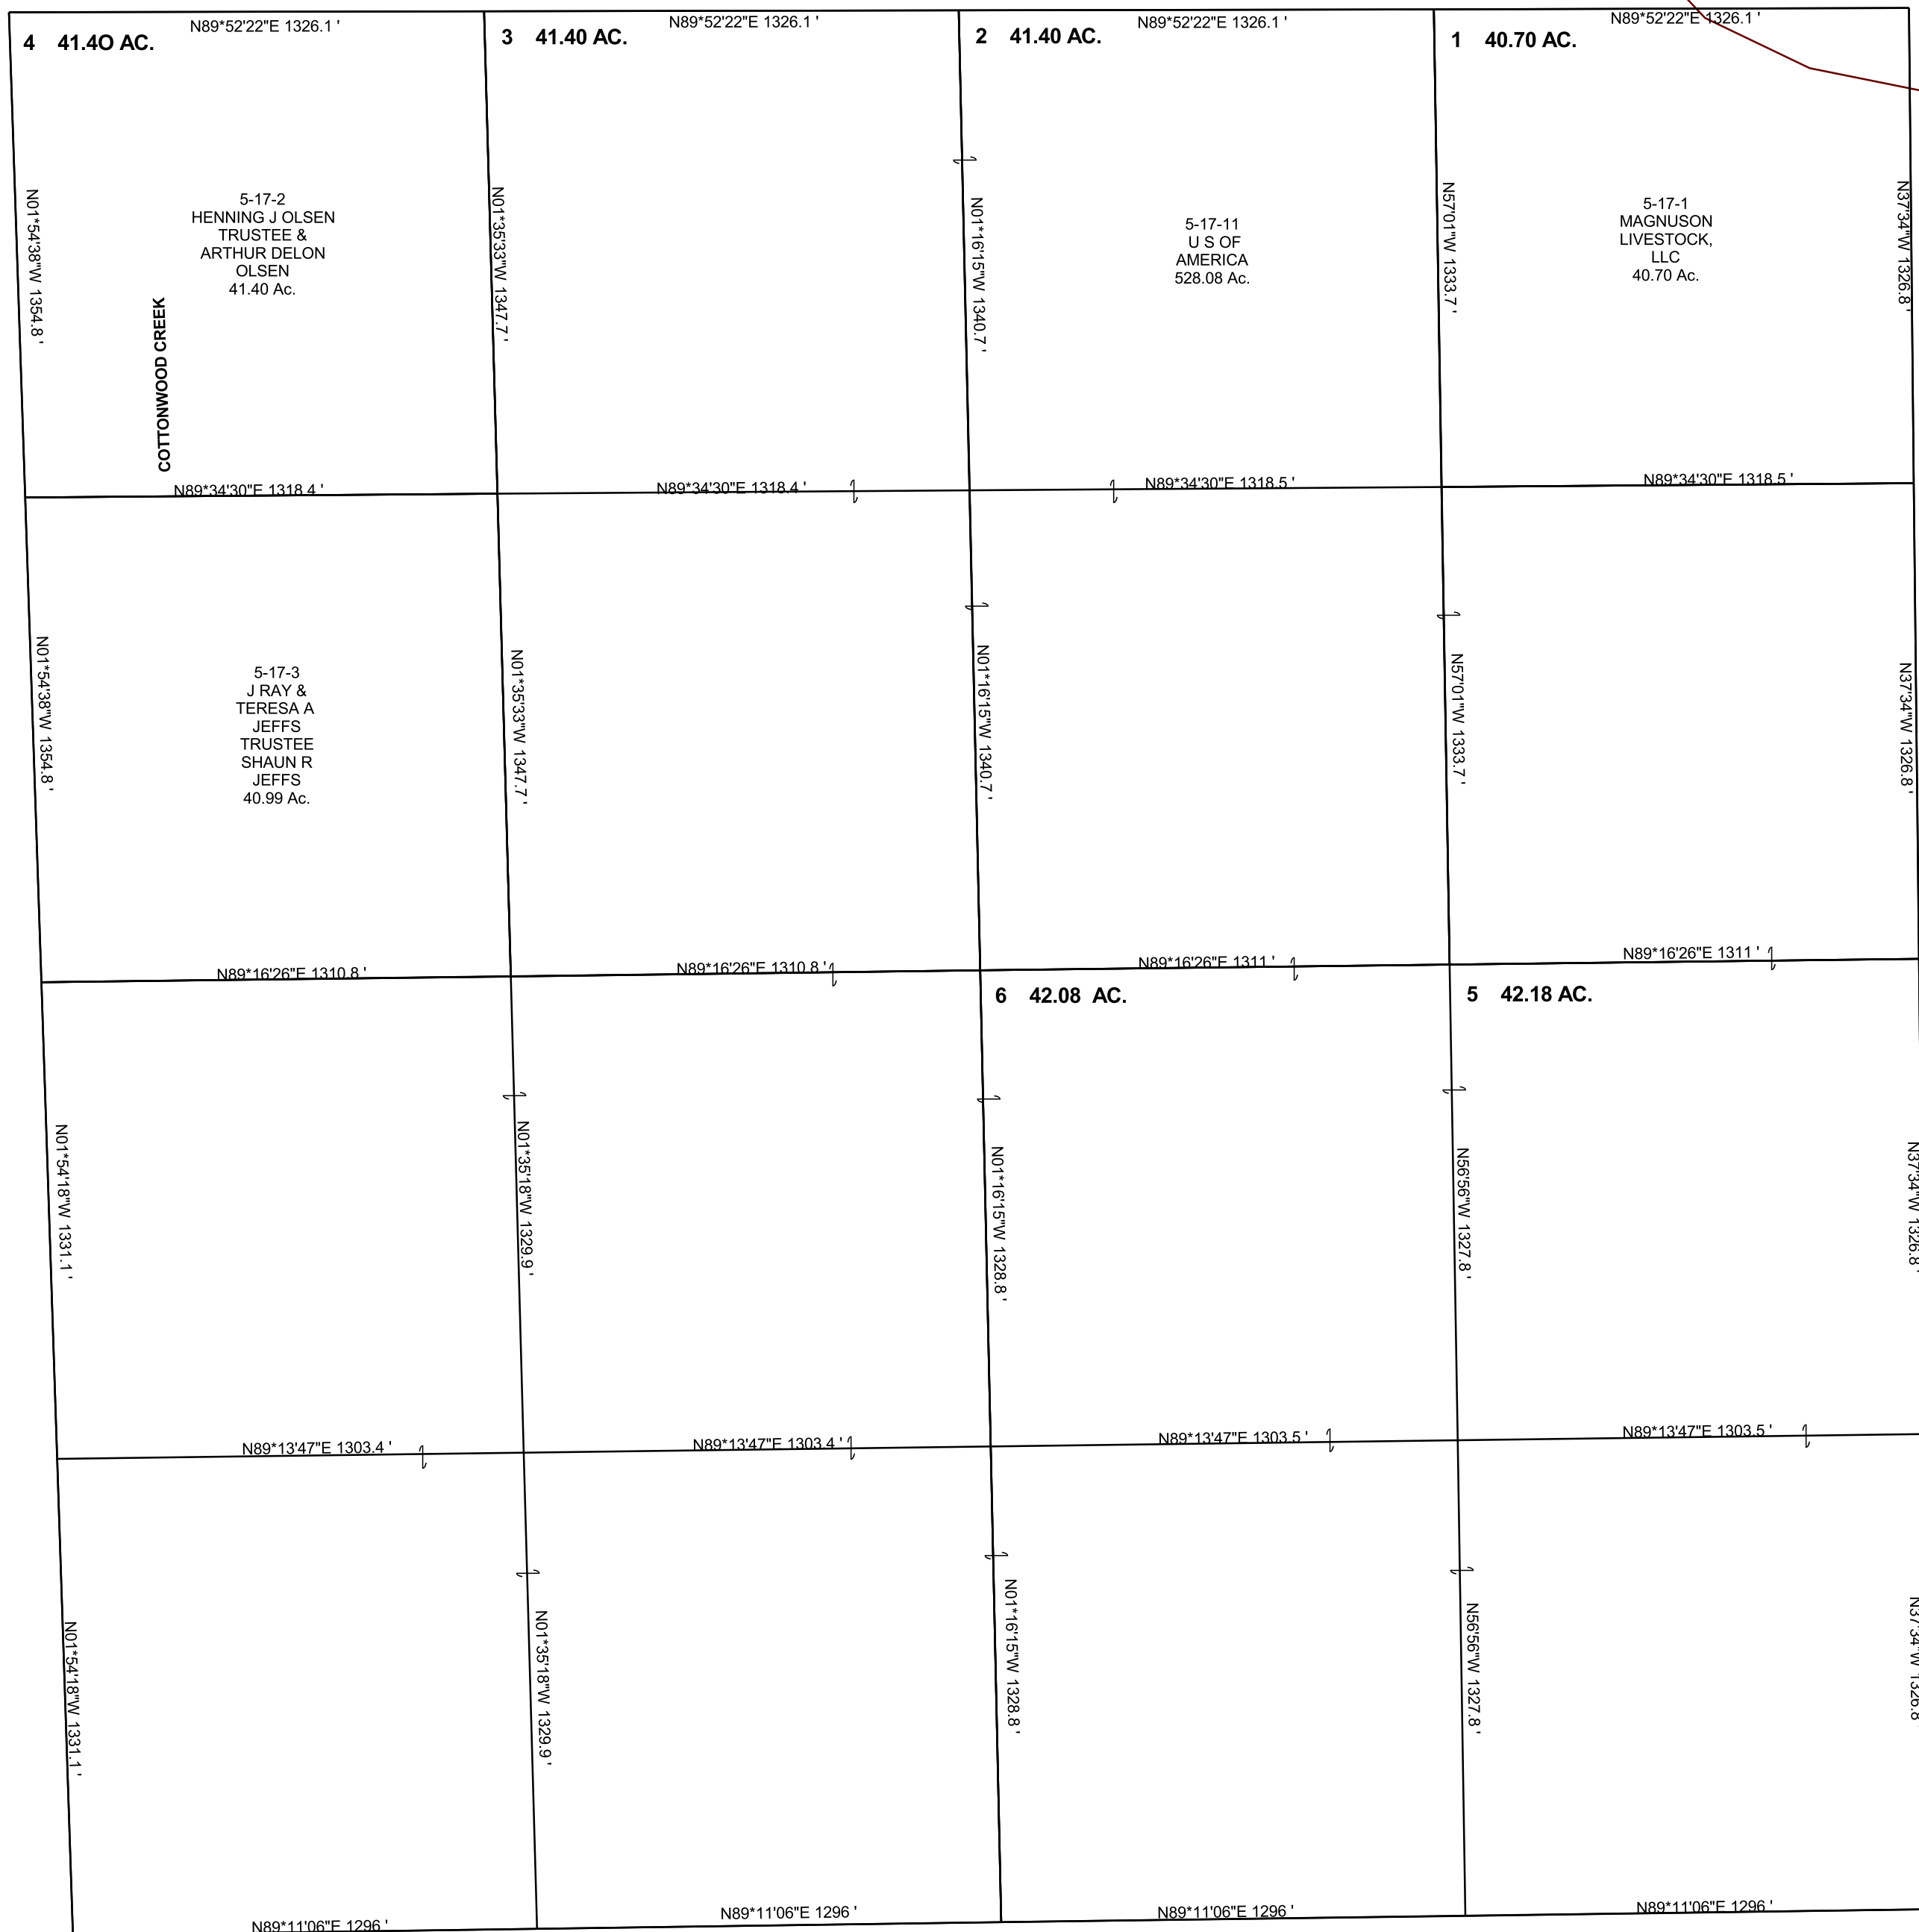 N89*52'22"E 1326.1 '
N89*52'22"E 1326.1 '
N89*52'22"E 1326.1 '
N89*52'22"E 1326.1 '
4 41.4O AC.
3 41.40 AC.
2 41.40 AC.
1 40.70 AC.
N01*54'38"W 1354.8 '
5-17-2
HENNING J OLSEN
TRUSTEE &
ARTHUR DELON
OLSEN
41.40 Ac.
COTTONWOOD CREEK
N01*35'33"W 1347.7 '
N01*16'15"W 1340.7 '
5-17-11
U S OF
AMERICA
528.08 Ac.
N57'01"W 1333.7 '
5-17-1
MAGNUSON
LIVESTOCK,
LLC
40.70 Ac.
N37'34"W 1326.8 '
N89*34'30"E 1318.4 '
N89*34'30"E 1318.4 '
N89*34'30"E 1318.5 '
N89*34'30"E 1318.5 '
N01*54'38"W 1354.8 '
5-17-3
J RAY &
TERESA A
JEFFS
TRUSTEE
SHAUN R
JEFFS
40.99 Ac.
N01*35'33"W 1347.7 '
N01*16'15"W 1340.7 '
N57'01"W 1333.7 '
N37'34"W 1326.8 '
N89*16'26"E 1310.8 '
N89*16'26"E 1310.8 '
N89*16'26"E 1311 '
N89*16'26"E 1311 '
6 42.08 AC.
5 42.18 AC.
N01*54'18"W 1331.1 '
N01*35'18"W 1329.9 '
N01*16'15"W 1328.8 '
N56'56"W 1327.8 '
N37'34"W 1326.8 '
N89*13'47"E 1303.4 '
N89*13'47"E 1303.4 '
N89*13'47"E 1303.5 '
N89*13'47"E 1303.5 '
N01*54'18"W 1331.1 '
N01*35'18"W 1329.9 '
N01*16'15"W 1328.8 '
N56'56"W 1327.8 '
N37'34"W 1326.8 '
N89*11'06"E 1296 '
N89*11'06"E 1296 '
N89*11'06"E 1296 '
N89*11'06"E 1296 '